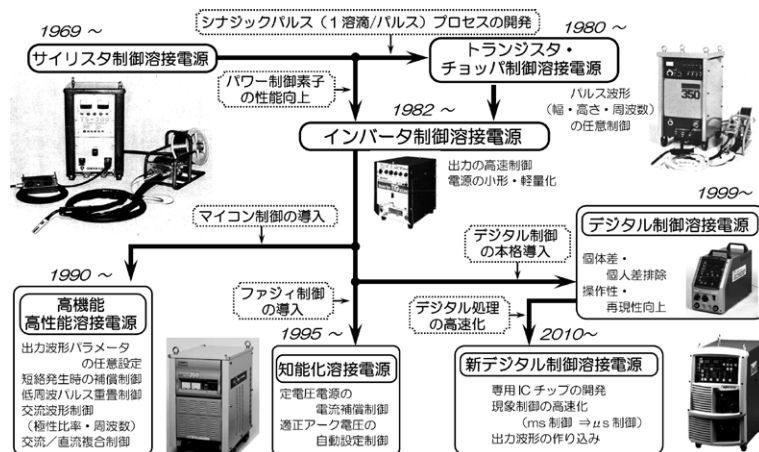 シナジックパルス（１溶滴/パルス）プロセスの開発
1969 ～
サイリスタ制御溶接電源
1980 ～
トランジスタ・
チョッパ制御溶接電源
パワー制御素子
の性能向上
1982 ～
インバータ制御溶接電源
パルス波形
（幅・高さ・周波数）
の任意制御
350
出力の高速制御
電源の小形・軽量化
マイコン制御の導入
1999～
デジタル制御溶接電源
デジタル制御
の本格導入
個体差・
個人差排除
操作性・
再現性向上
1990 ～
高機能
高性能溶接電源
出力波形パラメータ
の任意設定
短絡発生時の補償制御
低周波パルス重畳制御
交流波形制御
（極性比率・周波数）
交流／直流複合制御
ファジィ制御
の導入
1995 ～
知能化溶接電源
定電圧電源の
電流補償制御
適正アーク電圧の
自動設定制御
デジタル処理
の高速化
2010～
新デジタル制御溶接電源
専用ICチップの開発
現象制御の高速化
（ms制御 ⇒μs制御）
出力波形の作り込み